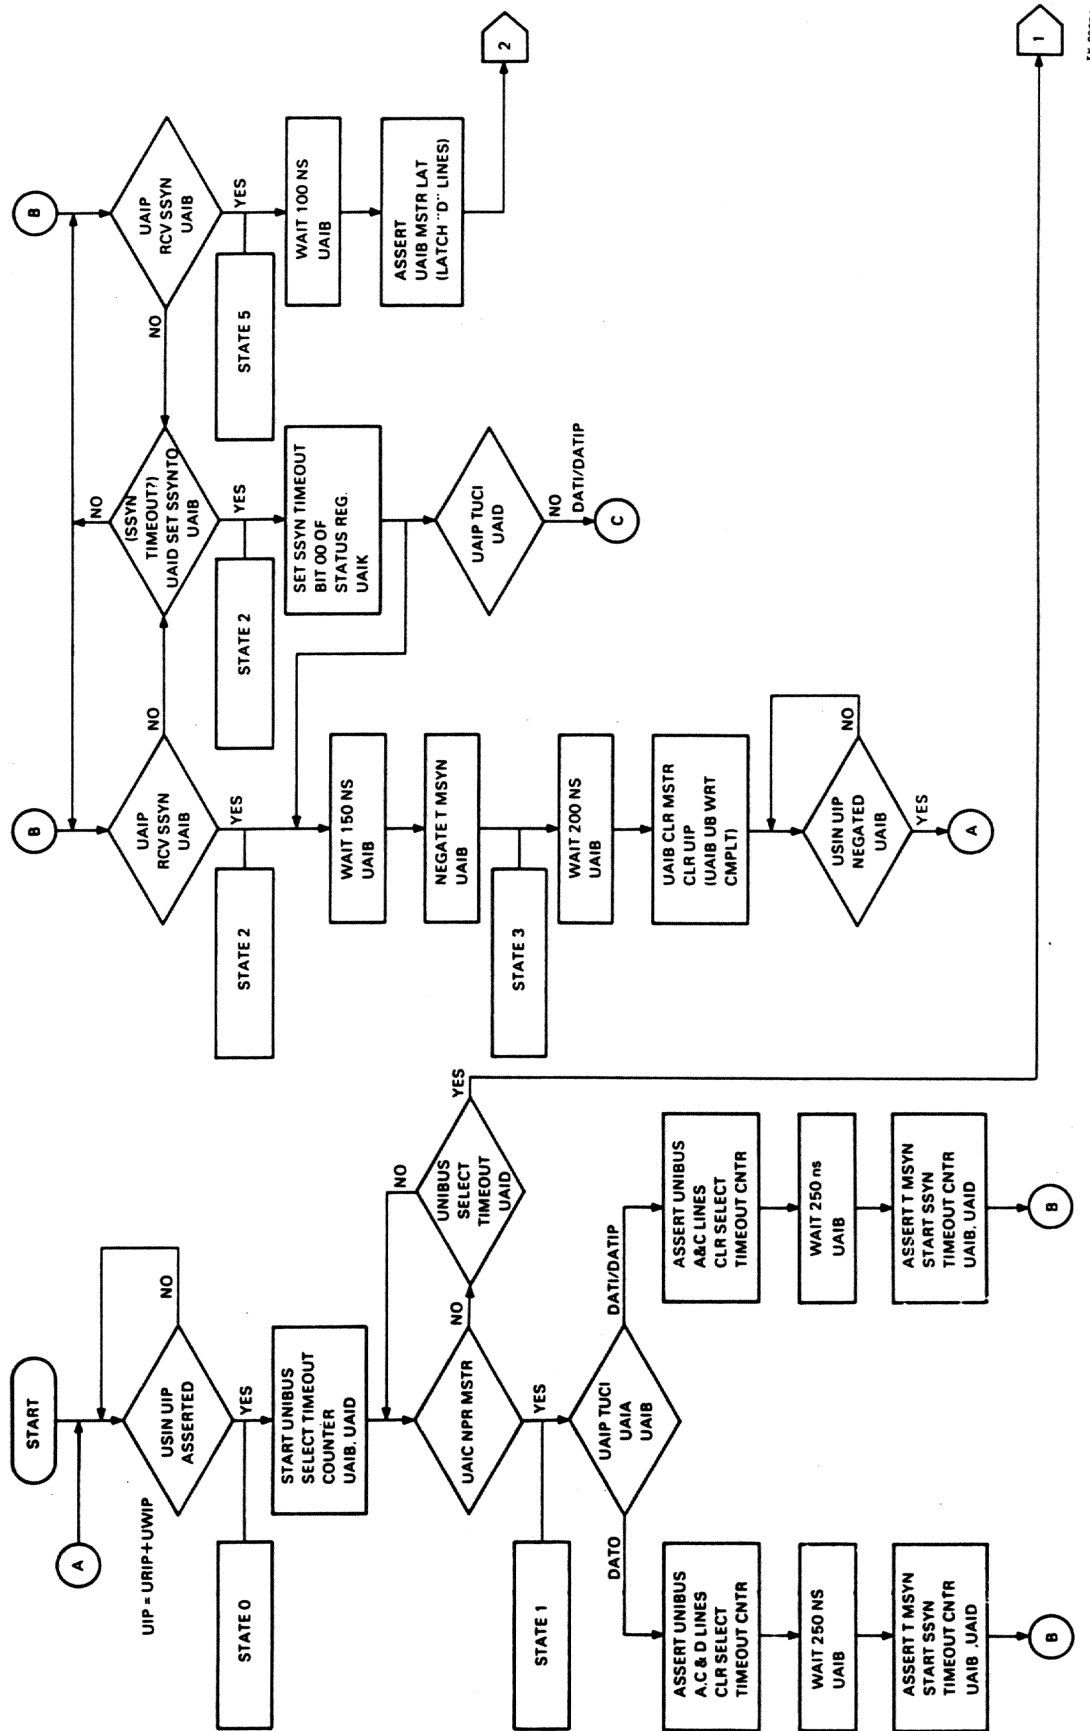 START
A
UIP = URIP+UWIP
USIN UIP
ASSERTED
NO
YES
STATE 0
START UNIBUS
SELECT TIMEOUT
COUNTER
UAIB, UAID
UAIC NPR MSTR
NO
UNIBUS
SELECT
TIMEOUT
UAID
NO
YES
YES
STATE 1
UAIP TUCI
UAIA
UAIB
DATO
DATI/DATIP
ASSERT UNIBUS
A,C & D LINES
CLR SELECT
TIMEOUT CNTR
WAIT 250 NS
UAIB
ASSERT T MSYN
START SSYN
TIMEOUT CNTR
UAIB ,UAID
B
ASSERT UNIBUS
A&C LINES
CLR SELECT
TIMEOUT CNTR
WAIT 250 ns
UAIB
ASSERT T MSYN
START SSYN
TIMEOUT CNTR
UAIB, UAID
B
B
UAIP
RCV SSYN
UAIB
NO
YES
STATE 2
WAIT 150 NS
UAIB
NEGATE T MSYN
UAIB
STATE 3
WAIT 200 NS
UAIB
UAIB CLR MSTR
CLR UIP
(UAIB UB WRT
CMPLT)
USIN UIP
NEGATED
UAIB
NO
YES
A
(SSYN
TIMEOUT?)
UAID SET SSYNTO
UAIB
NO
YES
STATE 2
SET SSYN TIMEOUT
BIT 00 OF
STATUS REG.
UAIK
UAIP TUCI
UAID
NO
DATI/DATIP
C
B
UAIP
RCV SSYN
UAIB
NO
YES
STATE 5
WAIT 100 NS
UAIB
ASSERT
UAIB MSTR LAT
(LATCH "D" LINES)
2
1